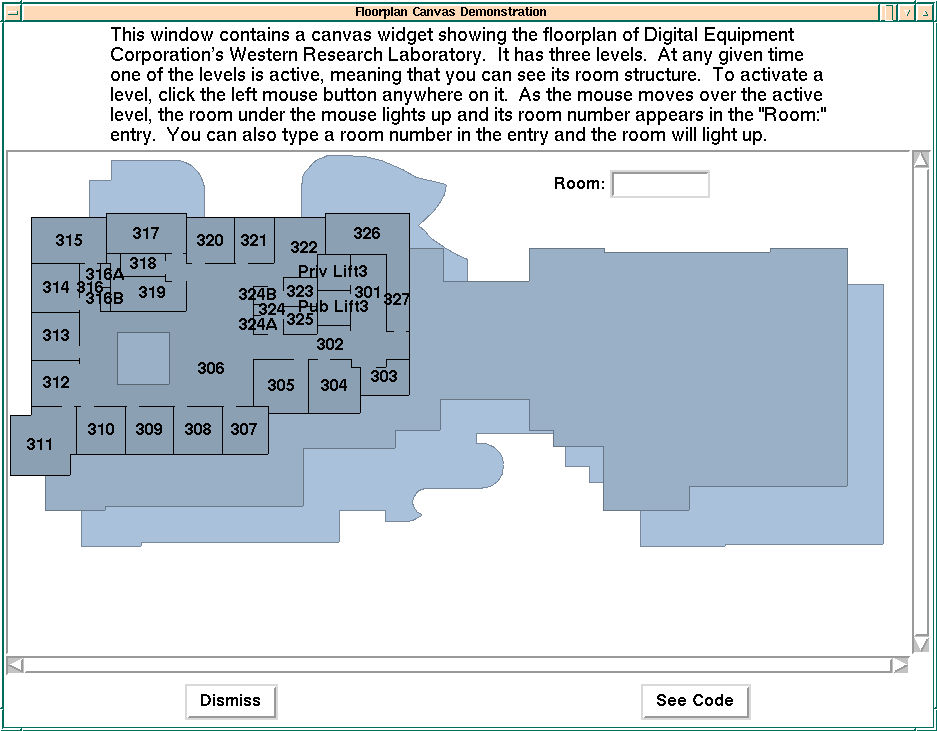 Floorplan Canvas Demonstration
This window contains a canvas widget showing the floorplan of Digital Equipment
Corporation's Western Research Laboratory.  It has three levels.  At any given time
one of the levels is active, meaning that you can see its room structure.  To activate a
level, click the left mouse button anywhere on it.  As the mouse moves over the active
level, the room under the mouse lights up and its room number appears in the "Room:"
entry.  You can also type a room number in the entry and the room will light up.
Room:
315
317
320
321
322
326
318
316A
Priv Lift3
314
316
319
316B
324B
323
301
327
324
Pub Lift3
324A
325
313
302
306
312
305
304
303
311
310
309
308
307
Dismiss
See Code